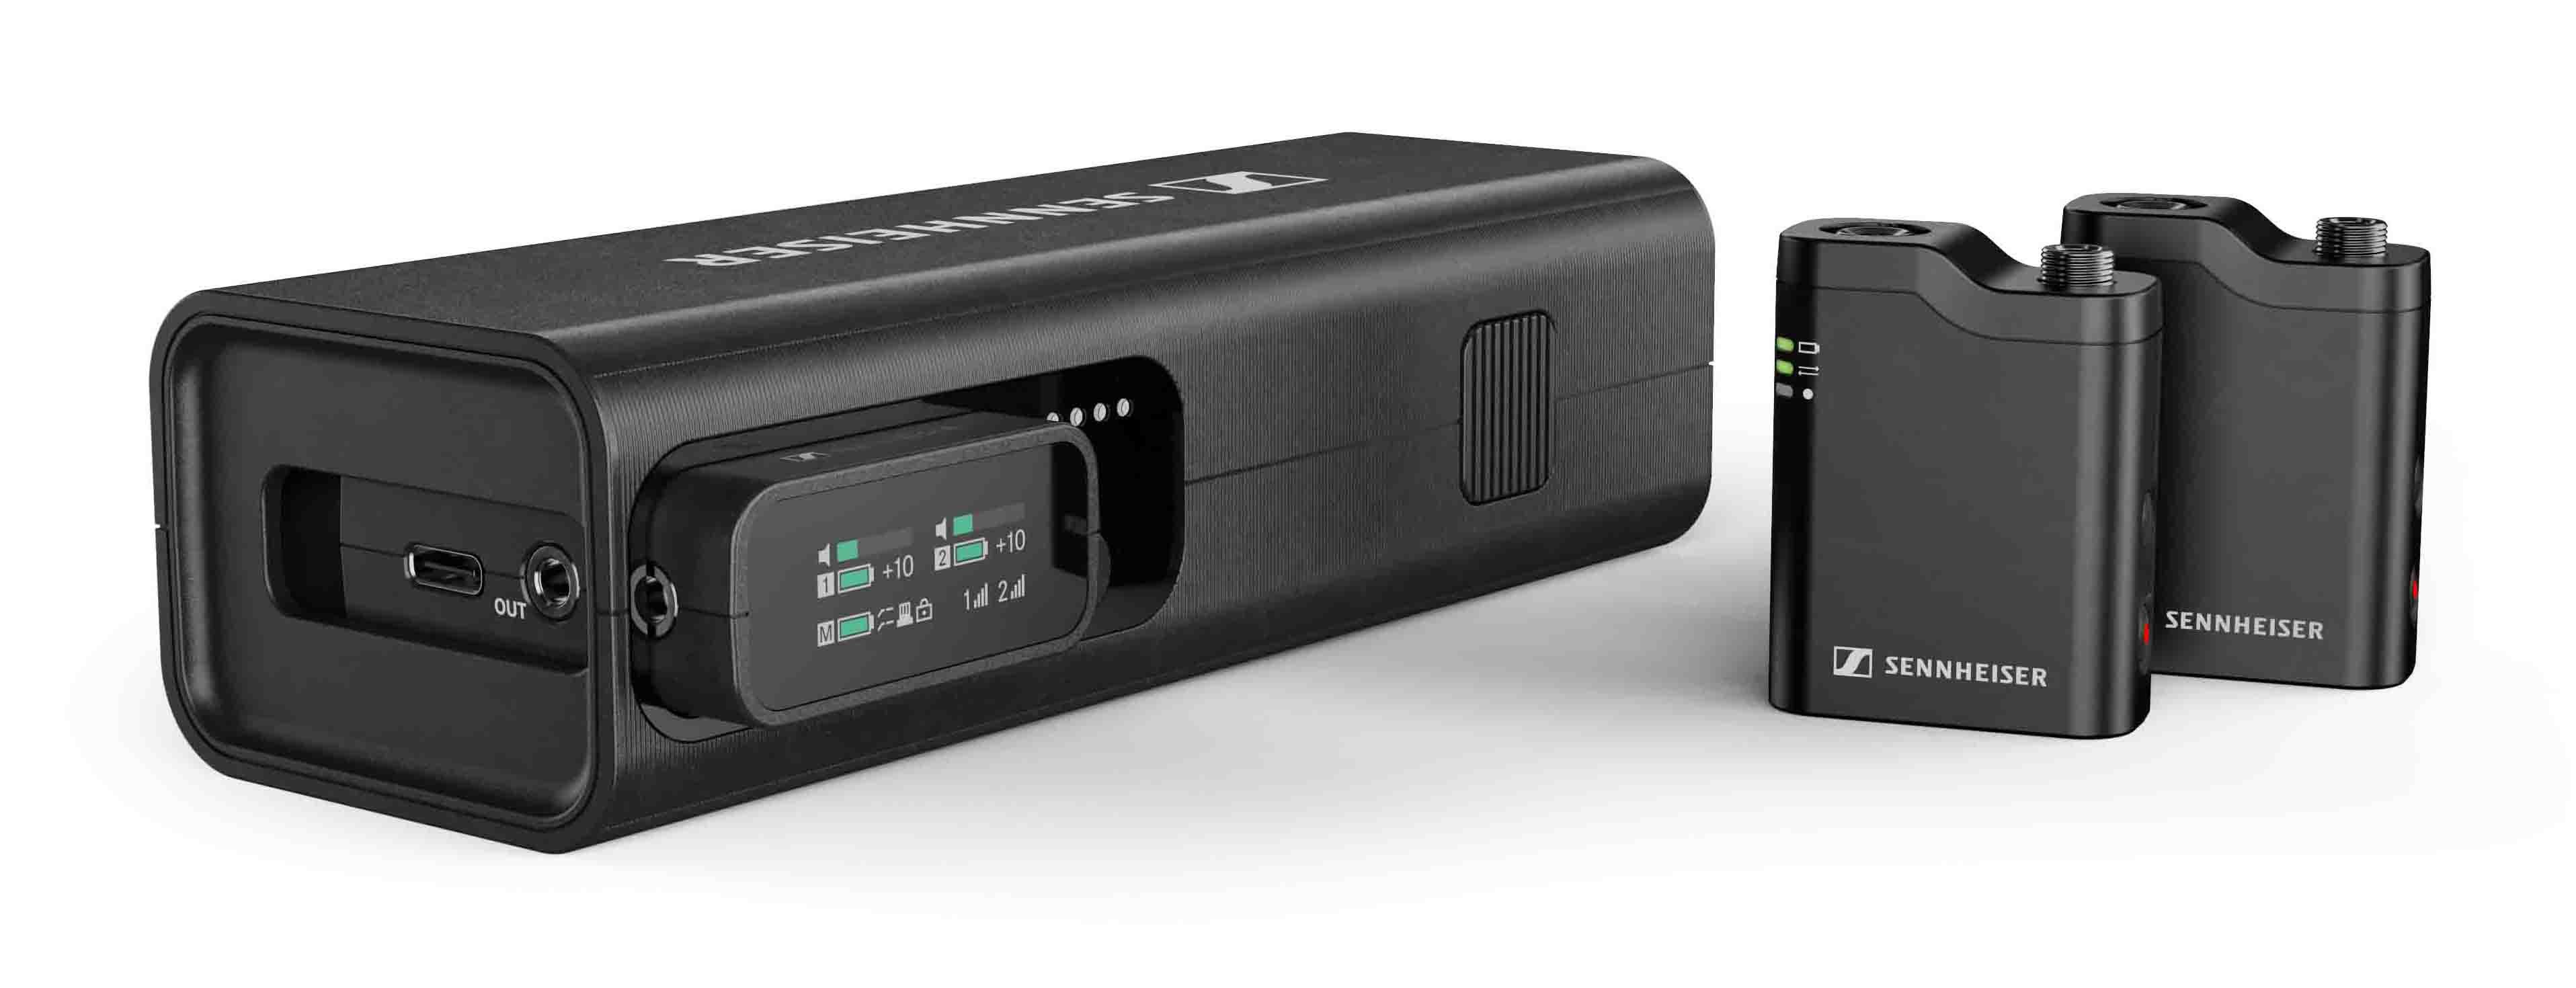 SENNHEISER
OUT
1 +10
2 +10
M
1 2
SENNHEISER
SENNHEISER